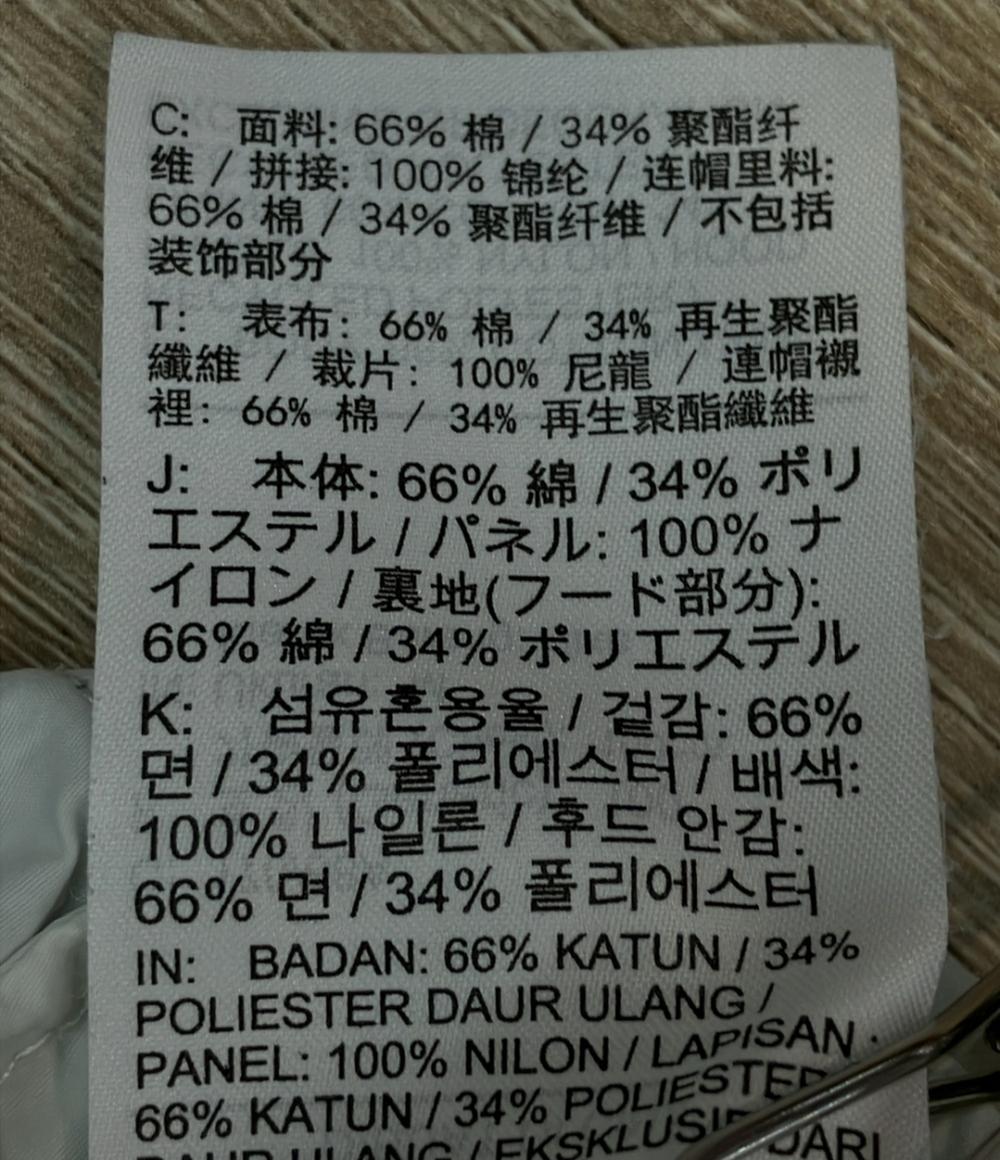 C: 面料: 66% 棉 / 34% 聚酯纤
维 / 拼接: 100% 锦纶 / 连帽里料:
66% 棉 / 34% 聚酯纤维 / 不包括
装饰部分
T: 表布: 66% 棉 / 34% 再生聚酯
纖維 / 裁片: 100% 尼龍 / 連帽襯
裡: 66% 棉 / 34% 再生聚酯纖維
J: 本体: 66% 綿 / 34% ポリ
エステル / パネル: 100% ナ
イロン / 裏地(フード部分):
66% 綿 / 34% ポリエステル
K: 섬유혼용율 / 겉감: 66%
면 / 34% 폴리에스터 / 배색:
100% 나일론 / 후드 안감:
66% 면 / 34% 폴리에스터
IN: BADAN: 66% KATUN / 34%
POLIESTER DAUR ULANG /
PANEL: 100% NILON / LAPISAN
66% KATUN / 34% POLIESTER
DAUR ULANG / EKSKLUSIF DARI